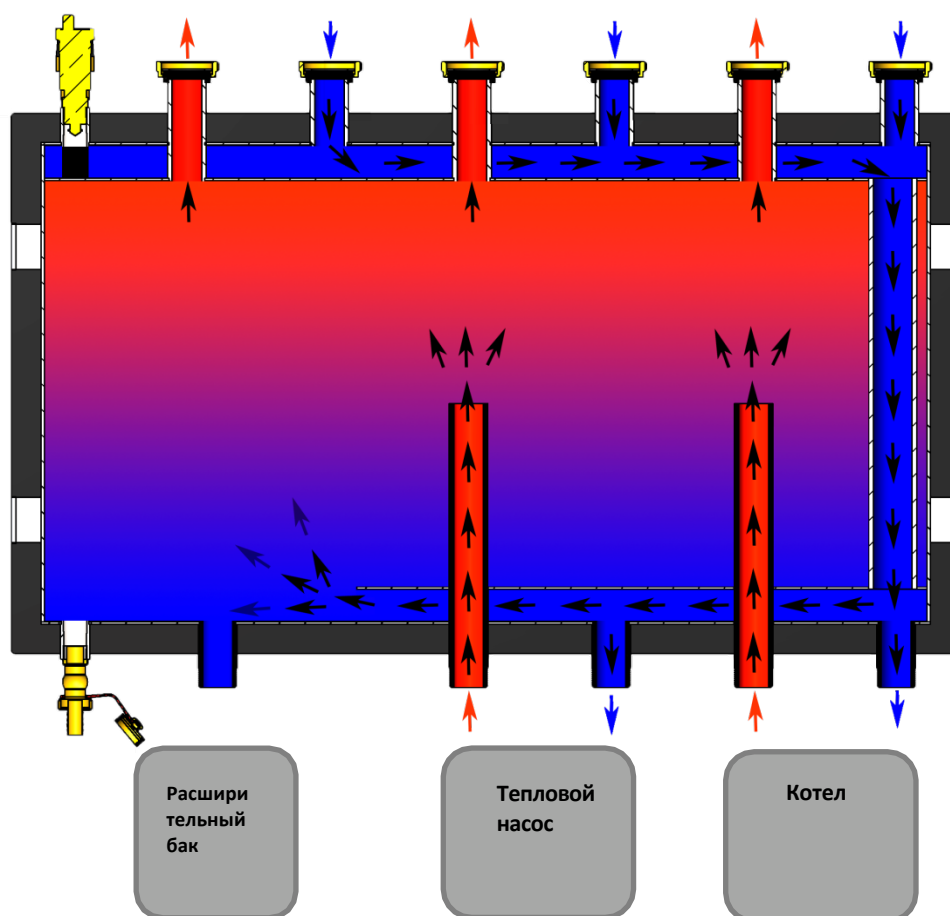 Расшири
тельный
бак
Тепловой
насос
Котел